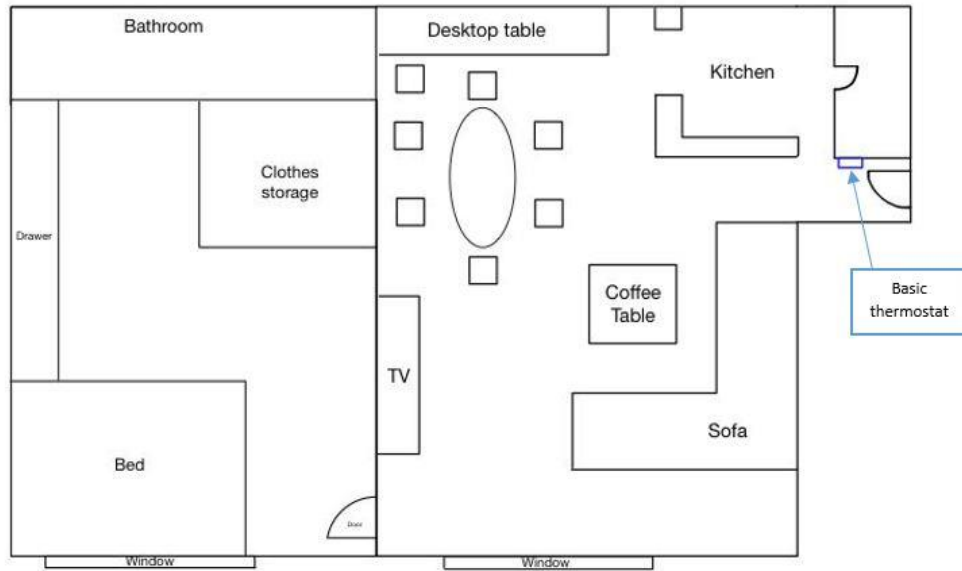 Bathroom
Desktop table
Kitchen
Clothes
storage
Drawer
Coffee
Table
Basic
thermostat
TV
Sofa
Bed
Door
Window
Window